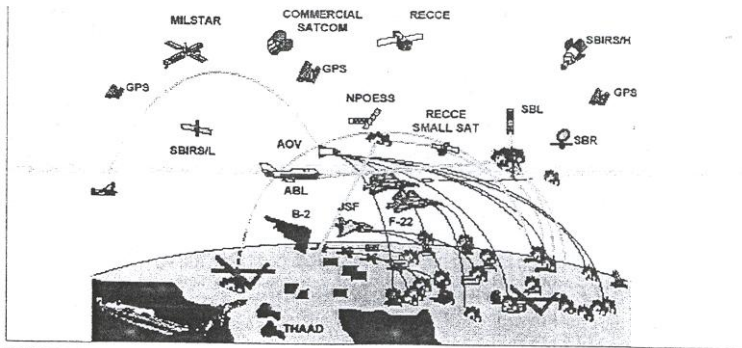 MILSTAR
COMMERCIAL
SATCOM
RECCE
SBIRS/H
GPS
GPS
GPS
NPOESS
RECCE
SMALL SAT
SBL
SBIRS/L
AOV
SBR
ABL
B-2
JSF
F-22
THAAD